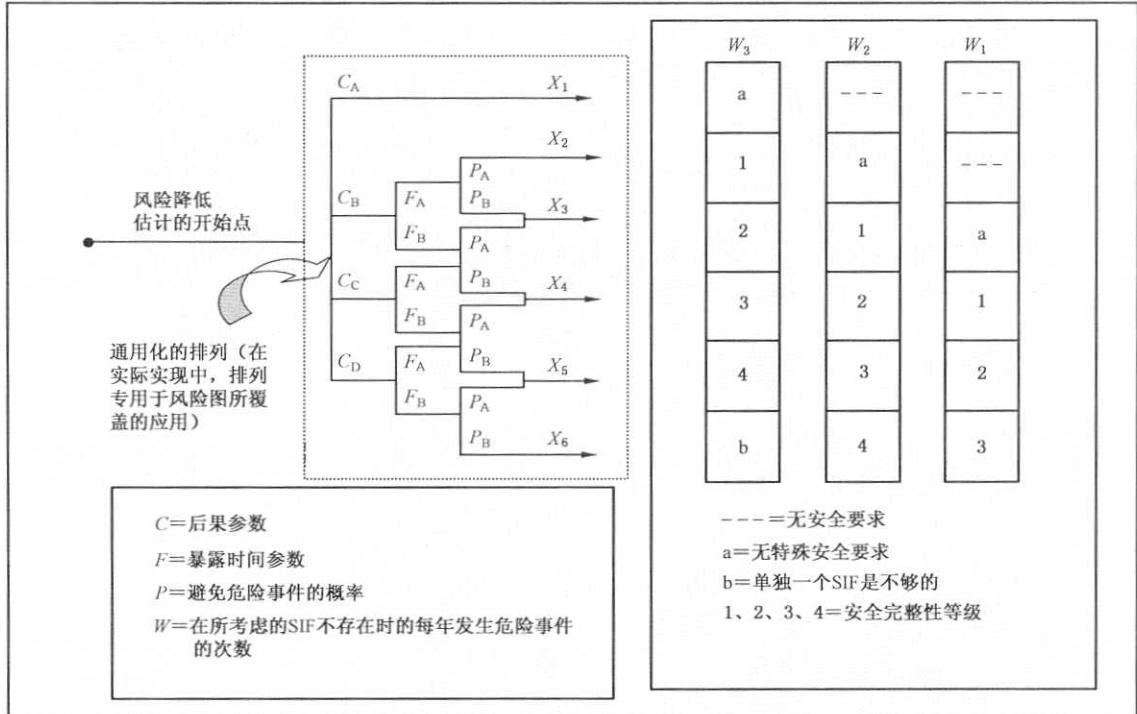 风险降低
估计的开始点
通用化的排列（在
实际实现中，排列
专用于风险图所覆
盖的应用）
C_A X_1
X_2
P_A
C_B F_A P_B X_3
F_B P_A
C_C F_A P_B X_4
F_B P_A
C_D F_A P_B X_5
F_B P_A
P_B X_6
C＝后果参数
F＝暴露时间参数
P＝避免危险事件的概率
W＝在所考虑的SIF不存在时的每年发生危险事件
的次数
W_3 W_2 W_1
a --- ---
1 a ---
2 1 a
3 2 1
4 3 2
b 4 3
---＝无安全要求
a＝无特殊安全要求
b＝单独一个SIF是不够的
1、2、3、4＝安全完整性等级